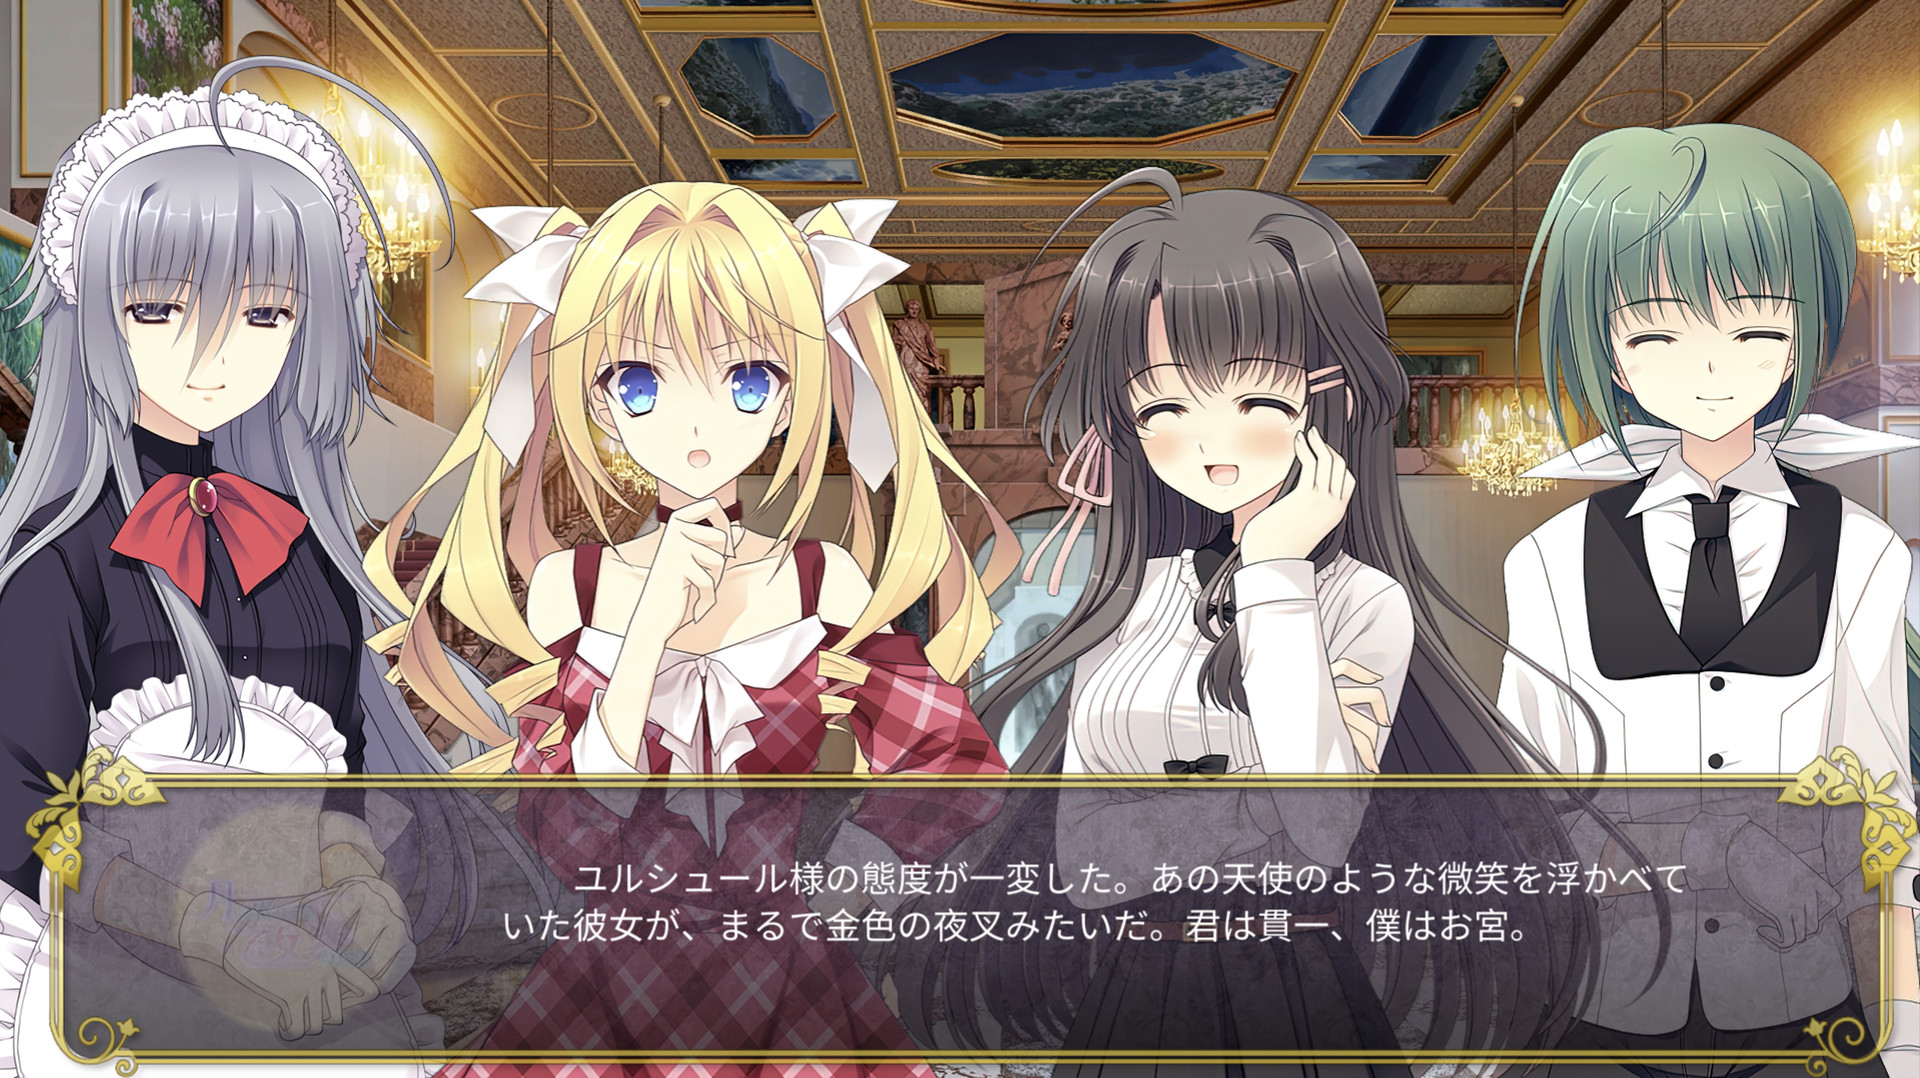 ユルシュール様の態度が一変した。あの天使のような微笑を浮かべて
いた彼女が、まるで金色の夜叉みたいだ。君は貫一、僕はお宮。